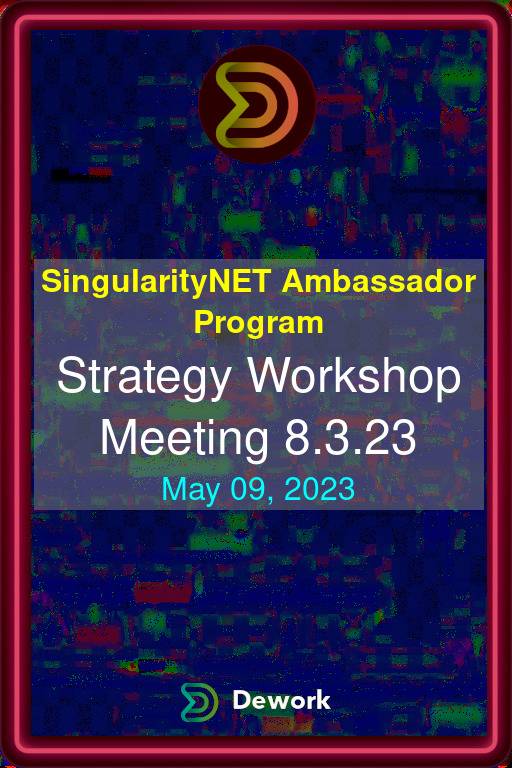 SingularityNET Ambassador
Program
Strategy Workshop
Meeting 8.3.23
May 09, 2023
Dework